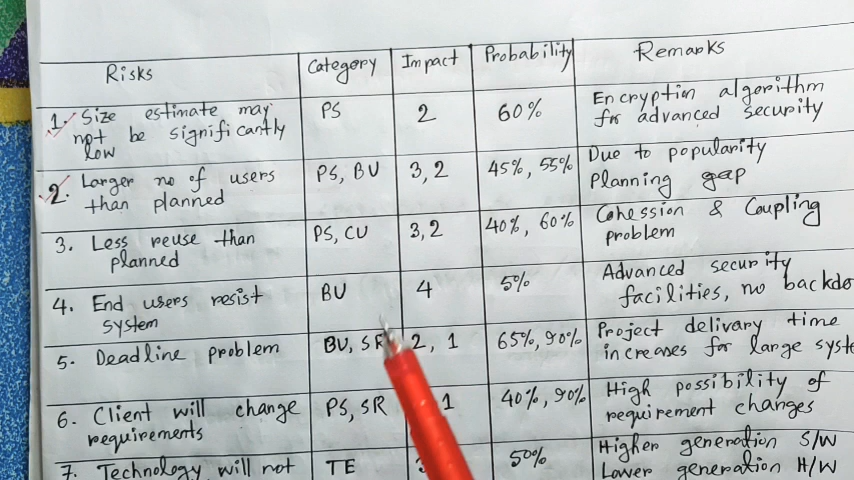 Risks Category Impact Probability Remarks
1. Size estimate may PS 2 60% Encryption algorithm
not be significantly for advanced security
low
2. Larger no of users PS, BU 3, 2 45%, 55% Due to popularity
than planned Planning gap
3. Less reuse than PS, CU 3, 2 40%, 60% Cohession & Coupling
planned problem
4. End users resist BU 4 5% Advanced security
system facilities, no backdo
5. Deadline problem BU, SR 2, 1 65%, 90% Project delivary time
increases for large syste
6. Client will change PS, SR 1 40%, 90% High possibility of
requirements requirement changes
7. Technology will not TE 50% Higher generation S/W
Lower generation H/W